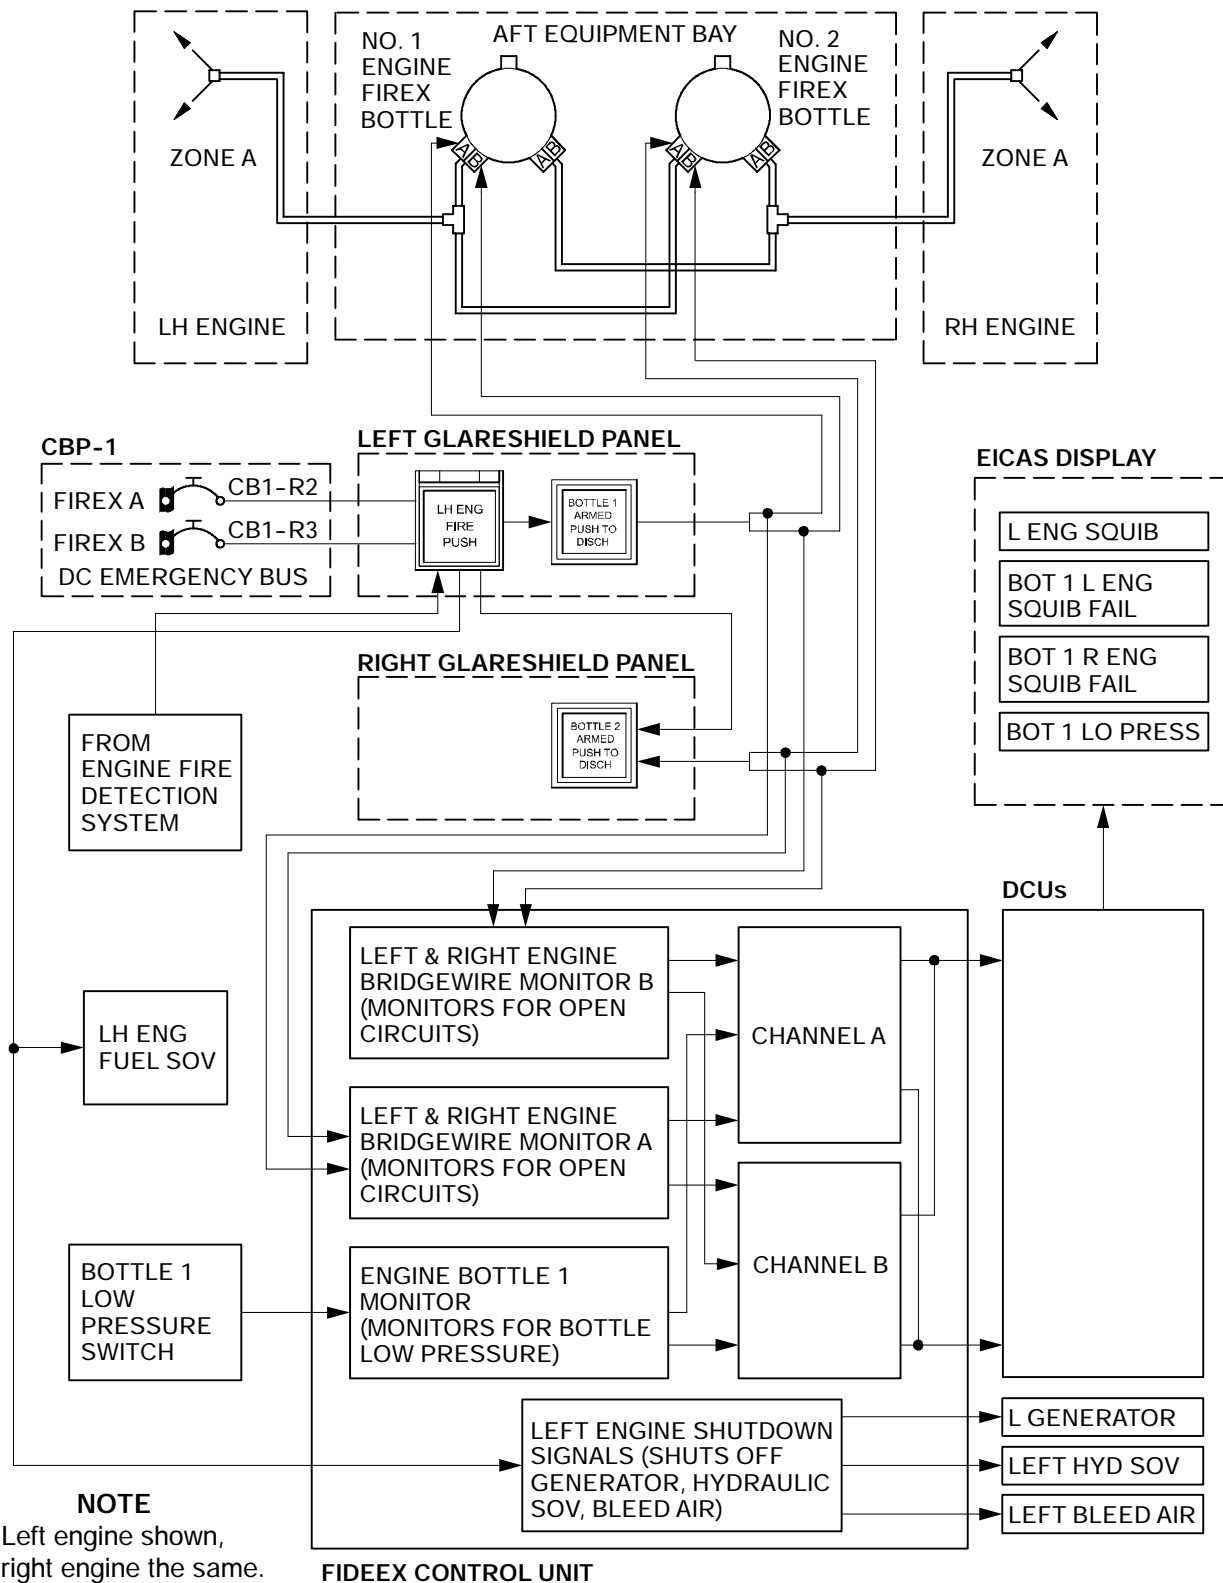 AFT EQUIPMENT BAY
NO. 1
ENGINE
FIREX
BOTTLE
NO. 2
ENGINE
FIREX
BOTTLE
A B
A B
A B
A B
ZONE A
ZONE A
LH ENGINE
RH ENGINE
CBP-1
FIREX A
CB1-R2
FIREX B
CB1-R3
DC EMERGENCY BUS
LEFT GLARESHIELD PANEL
LH ENG
FIRE
PUSH
BOTTLE 1
ARMED
PUSH TO
DISCH
RIGHT GLARESHIELD PANEL
BOTTLE 2
ARMED
PUSH TO
DISCH
EICAS DISPLAY
L ENG SQUIB
BOT 1 L ENG
SQUIB FAIL
BOT 1 R ENG
SQUIB FAIL
BOT 1 LO PRESS
FROM
ENGINE FIRE
DETECTION
SYSTEM
DCUs
LEFT & RIGHT ENGINE
BRIDGEWIRE MONITOR B
(MONITORS FOR OPEN
CIRCUITS)
CHANNEL A
LH ENG
FUEL SOV
LEFT & RIGHT ENGINE
BRIDGEWIRE MONITOR A
(MONITORS FOR OPEN
CIRCUITS)
CHANNEL B
BOTTLE 1
LOW
PRESSURE
SWITCH
ENGINE BOTTLE 1
MONITOR
(MONITORS FOR BOTTLE
LOW PRESSURE)
LEFT ENGINE SHUTDOWN
SIGNALS (SHUTS OFF
GENERATOR, HYDRAULIC
SOV, BLEED AIR)
L GENERATOR
LEFT HYD SOV
LEFT BLEED AIR
NOTE
Left engine shown,
right engine the same.
FIDEEX CONTROL UNIT